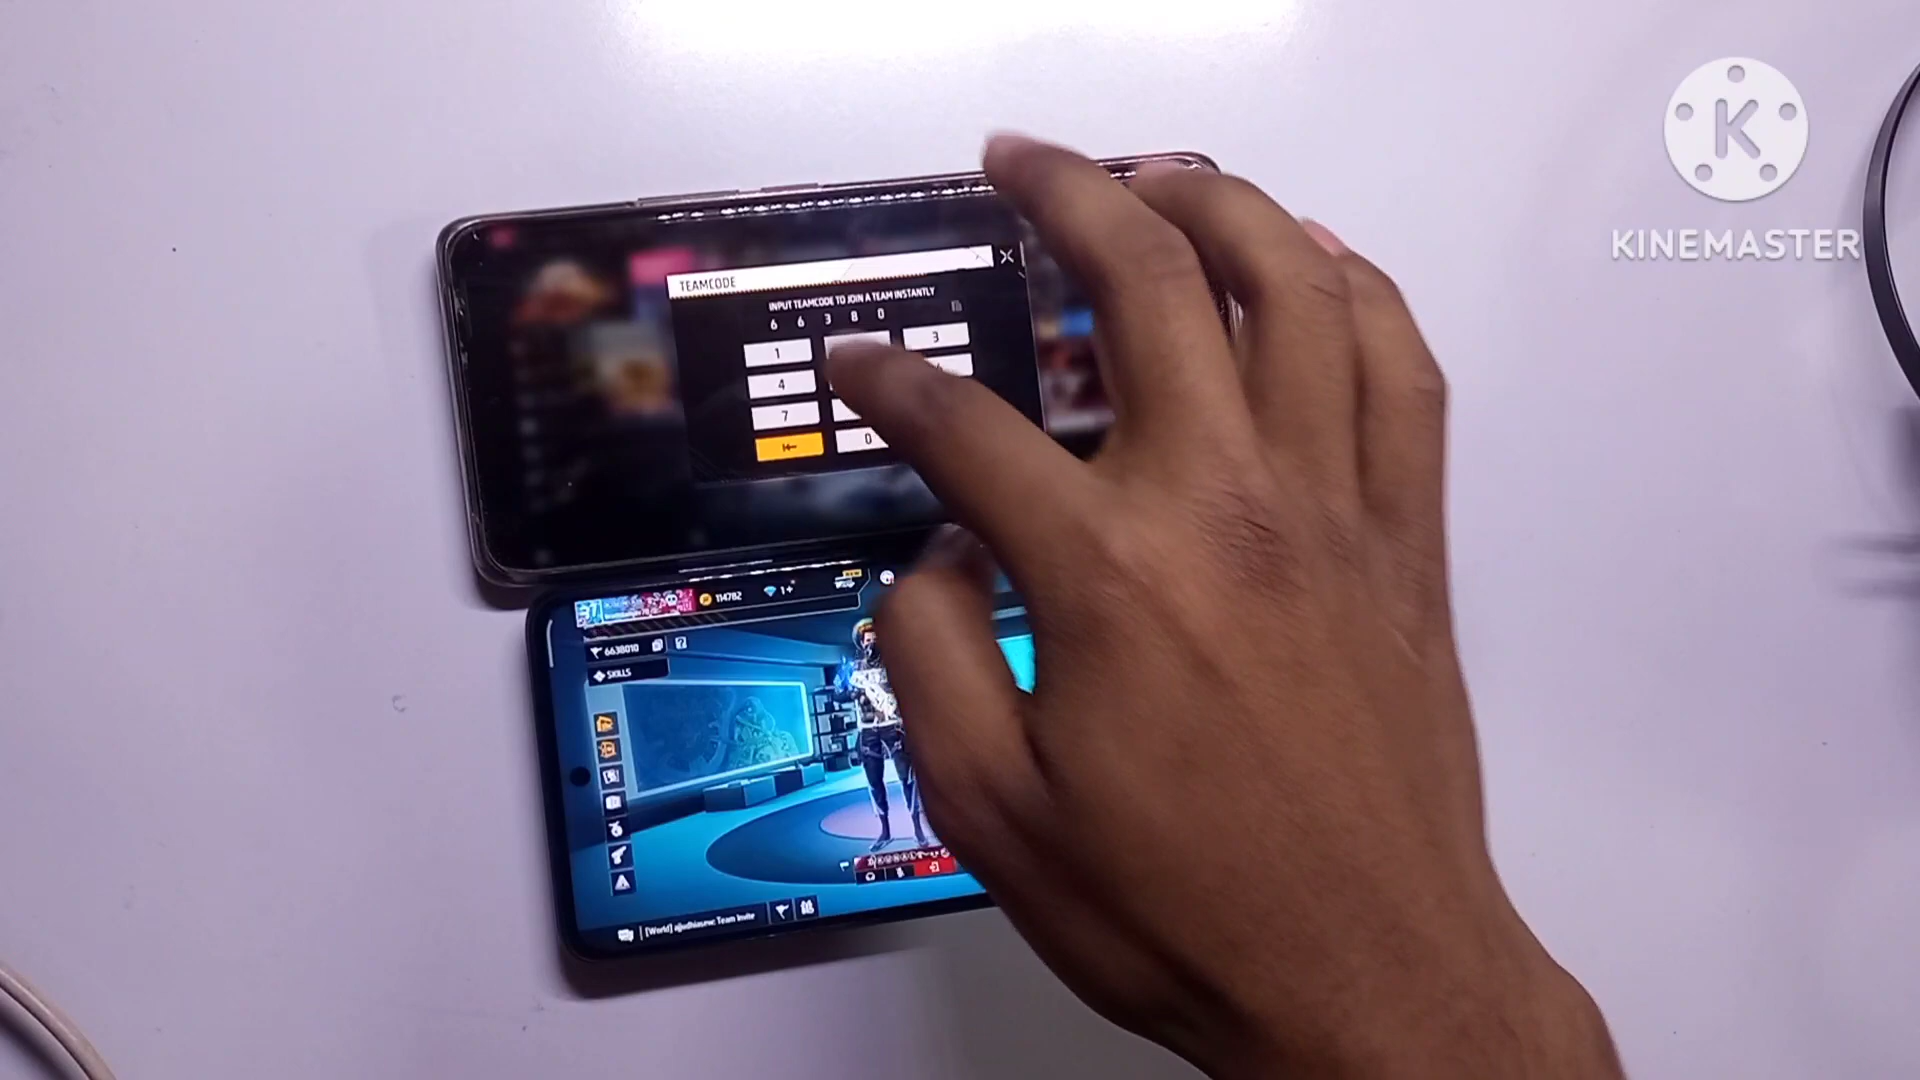 K
KINEMASTER
TEAMCODE
INPUT TEAMCODE TO JOIN A TEAM INSTANTLY
6 6 3 8 0
1 3
4
7
0
114782 1+
6638010
SKILLS
[World] Team Invite